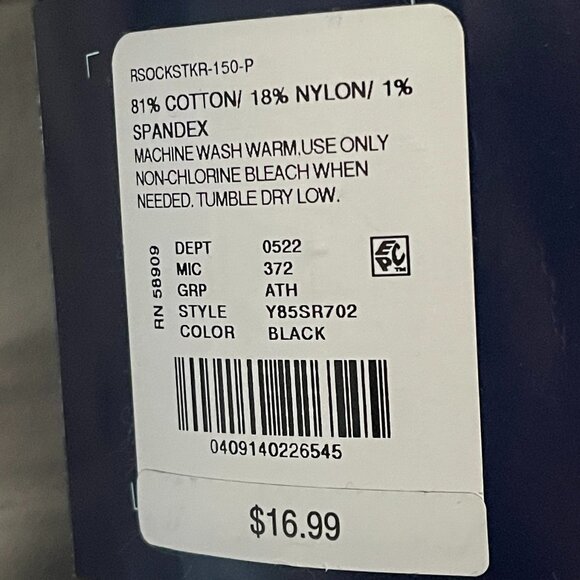 RSOCKSTKR-150-P
81% COTTON/ 18% NYLON/ 1%
SPANDEX
MACHINE WASH WARM,USE ONLY
NON-CHLORINE BLEACH WHEN
NEEDED. TUMBLE DRY LOW.
RN 58909
DEPT 0522
MIC 372
GRP ATH
STYLE Y85SR702
COLOR BLACK
EPC™
0409140226545
$16.99